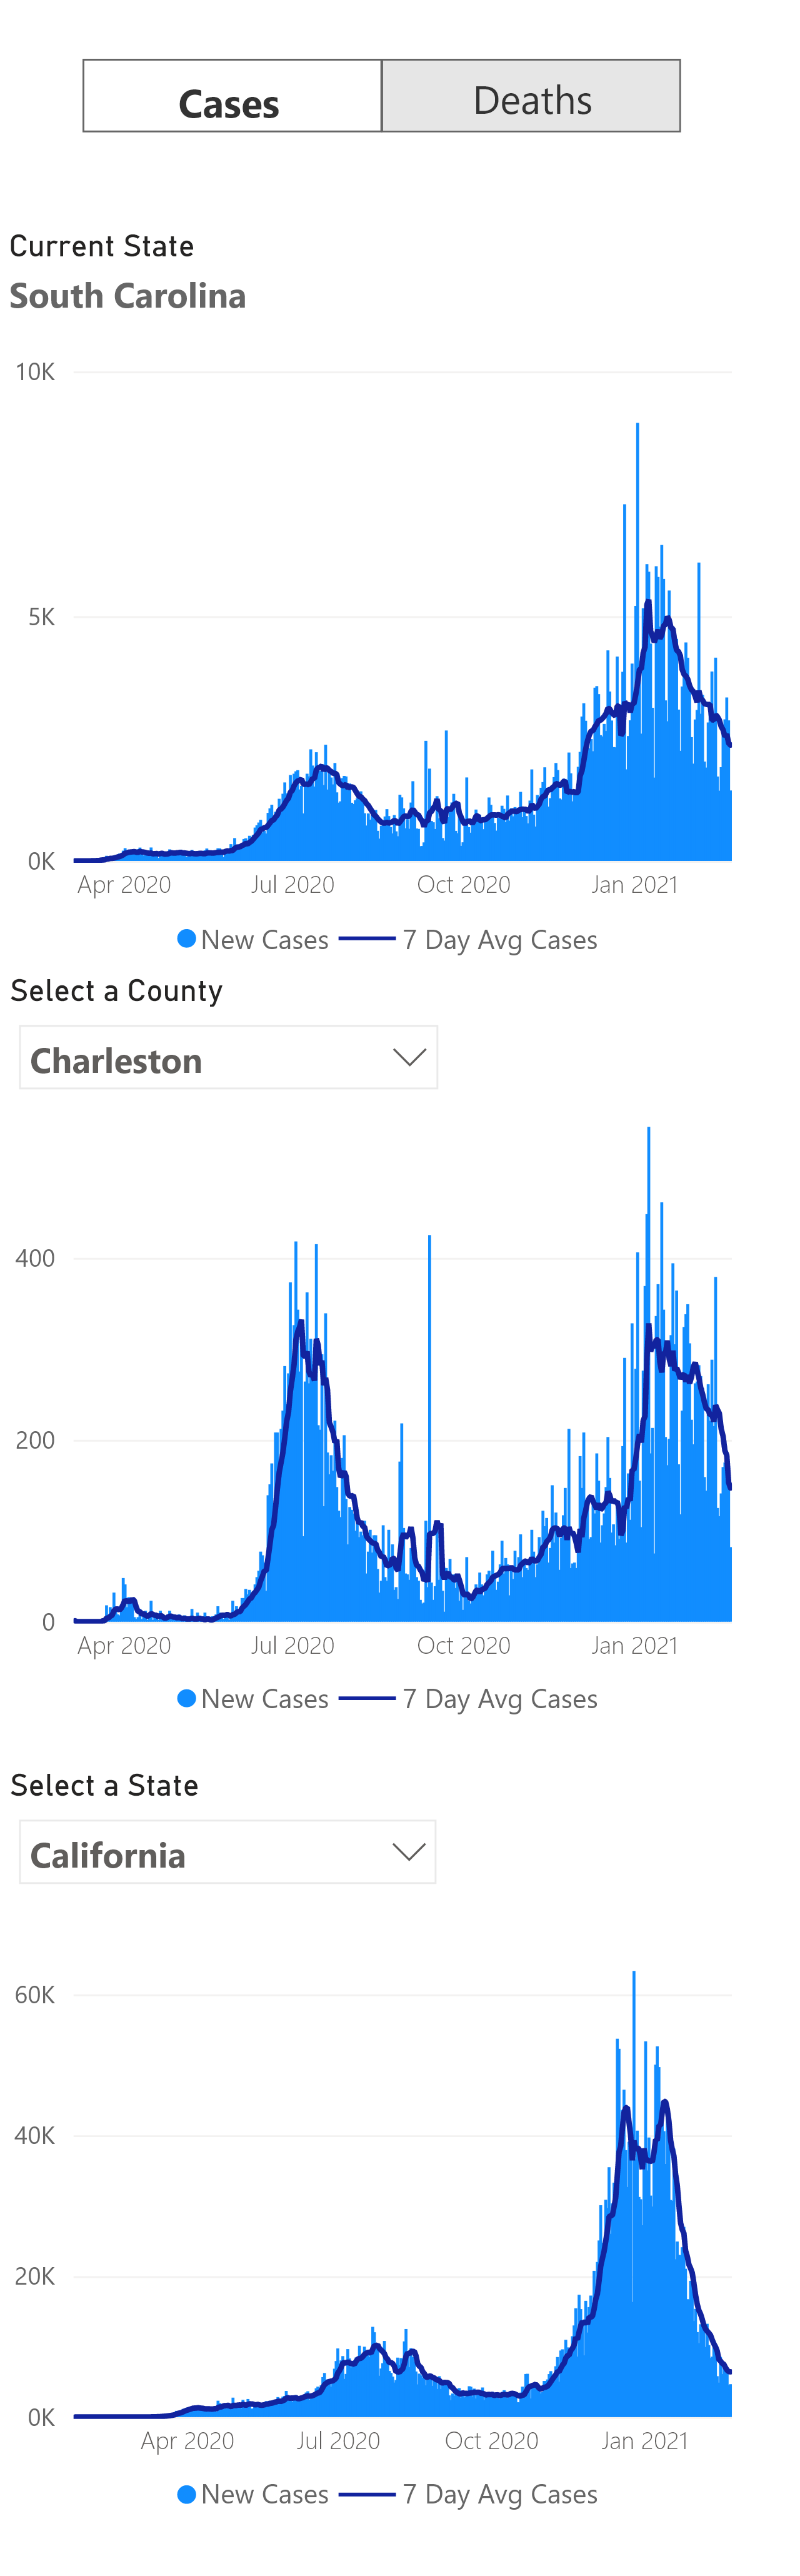 Cases Deaths
Current State
South Carolina
10K
5K
0K
Apr 2020 Jul 2020 Oct 2020 Jan 2021
New Cases 7 Day Avg Cases
Select a County
Charleston
400
200
0
Apr 2020 Jul 2020 Oct 2020 Jan 2021
New Cases 7 Day Avg Cases
Select a State
California
60K
40K
20K
0K
Apr 2020 Jul 2020 Oct 2020 Jan 2021
New Cases 7 Day Avg Cases